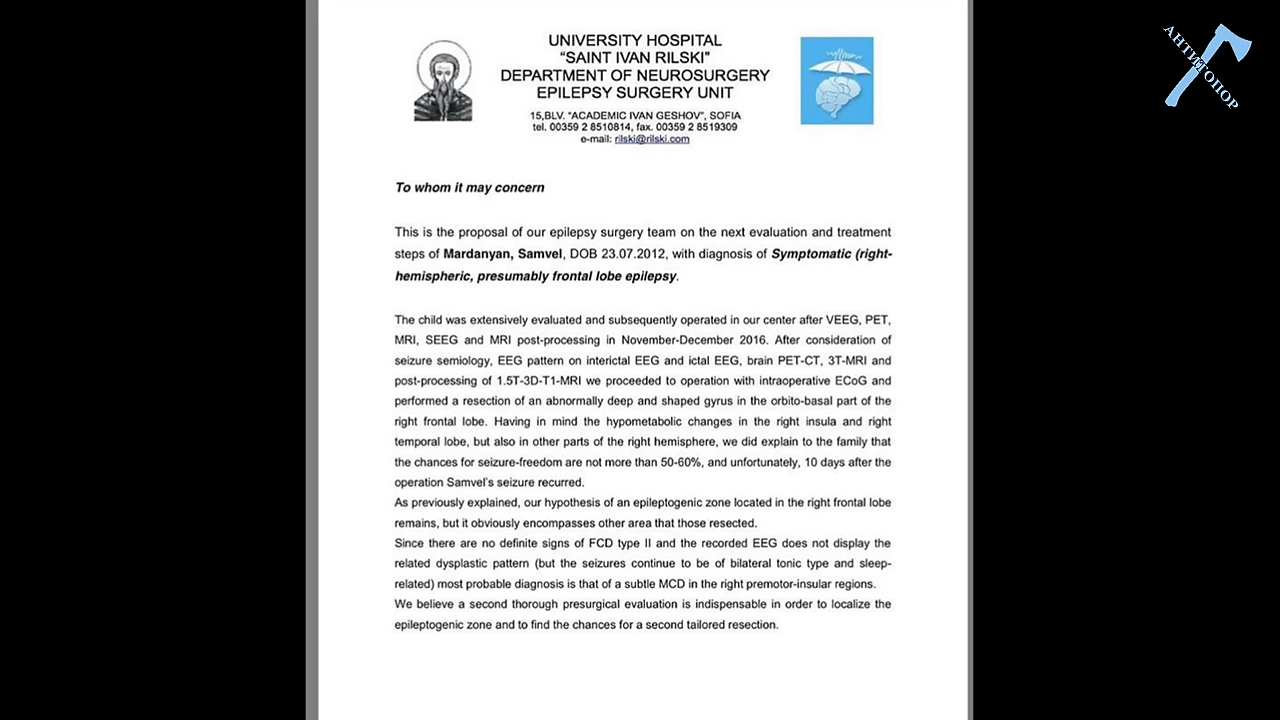 UNIVERSITY HOSPITAL
“SAINT IVAN RILSKI”
DEPARTMENT OF NEUROSURGERY
EPILEPSY SURGERY UNIT
15,BLV. “ACADEMIC IVAN GESHOV”, SOFIA
tel. 00359 2 8510814, fax. 00359 2 8519309
e-mail: rilski@rilski.com
АНТИТОПОР
To whom it may concern
This is the proposal of our epilepsy surgery team on the next evaluation and treatment
steps of Mardanyan, Samvel, DOB 23.07.2012, with diagnosis of Symptomatic (right-
hemispheric, presumably frontal lobe epilepsy.
The child was extensively evaluated and subsequently operated in our center after VEEG, PET,
MRI, SEEG and MRI post-processing in November-December 2016. After consideration of
seizure semiology, EEG pattern on interictal EEG and ictal EEG, brain PET-CT, 3T-MRI and
post-processing of 1.5T-3D-T1-MRI we proceeded to operation with intraoperative ECoG and
performed a resection of an abnormally deep and shaped gyrus in the orbito-basal part of the
right frontal lobe. Having in mind the hypometabolic changes in the right insula and right
temporal lobe, but also in other parts of the right hemisphere, we did explain to the family that
the chances for seizure-freedom are not more than 50-60%, and unfortunately, 10 days after the
operation Samvel’s seizure recurred.
As previously explained, our hypothesis of an epileptogenic zone located in the right frontal lobe
remains, but it obviously encompasses other area that those resected.
Since there are no definite signs of FCD type II and the recorded EEG does not display the
related dysplastic pattern (but the seizures continue to be of bilateral tonic type and sleep-
related) most probable diagnosis is that of a subtle MCD in the right premotor-insular regions.
We believe a second thorough presurgical evaluation is indispensable in order to localize the
epileptogenic zone and to find the chances for a second tailored resection.